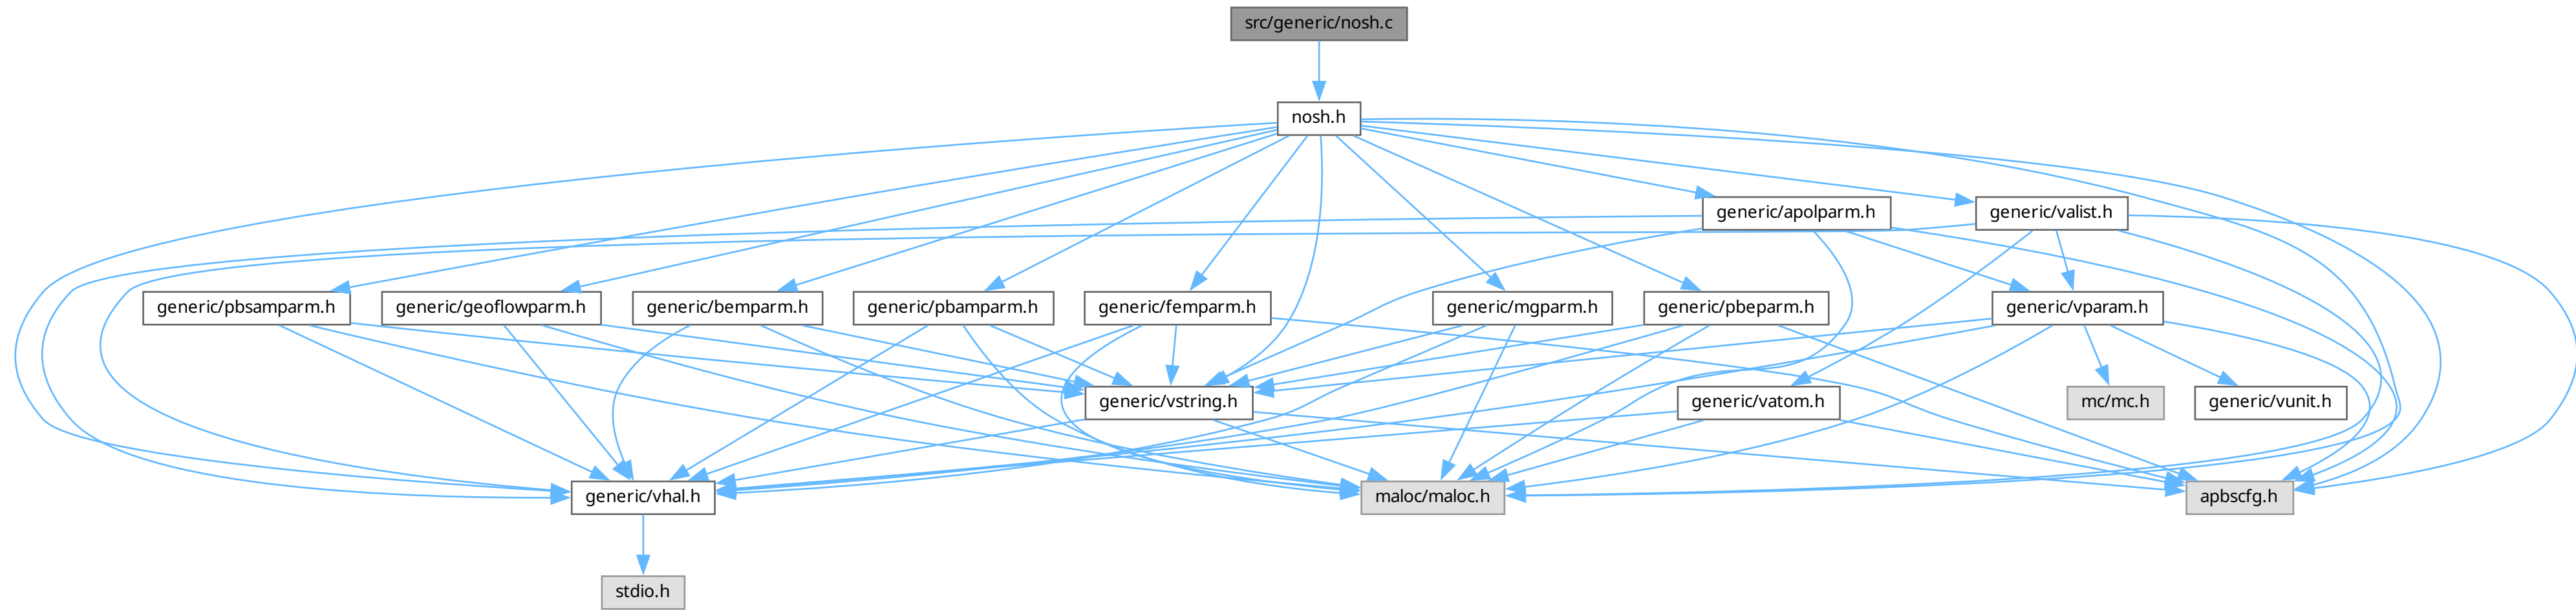 src/generic/nosh.c
nosh.h
generic/apolparm.h
generic/valist.h
generic/pbsamparm.h
generic/geoflowparm.h
generic/bemparm.h
generic/pbamparm.h
generic/femparm.h
generic/mgparm.h
generic/pbeparm.h
generic/vparam.h
generic/vstring.h
generic/vatom.h
mc/mc.h
generic/vunit.h
generic/vhal.h
maloc/maloc.h
apbscfg.h
stdio.h